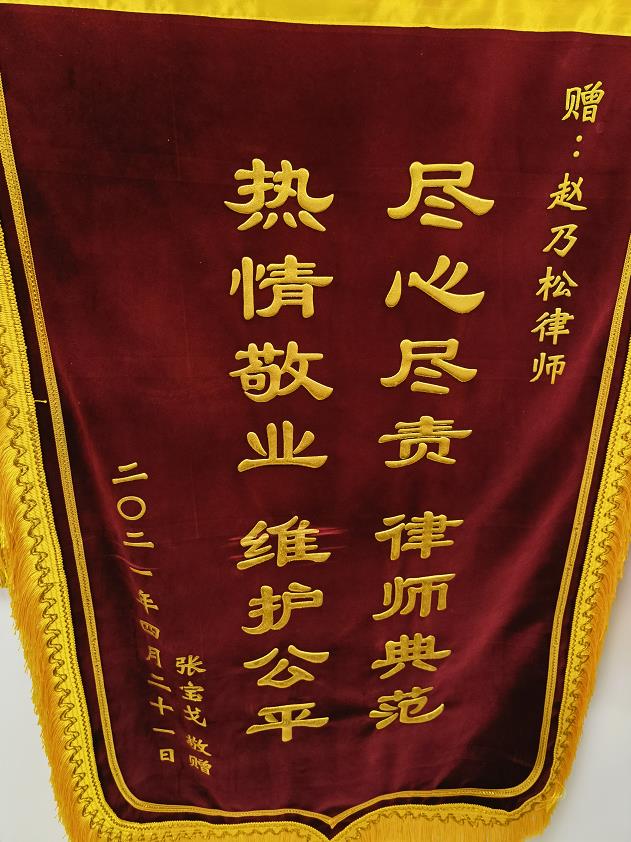 赠：赵乃松律师
尽心尽责 律师典范
热情敬业 维护公平
张宝戈 敬赠
二〇二一年四月二十一日